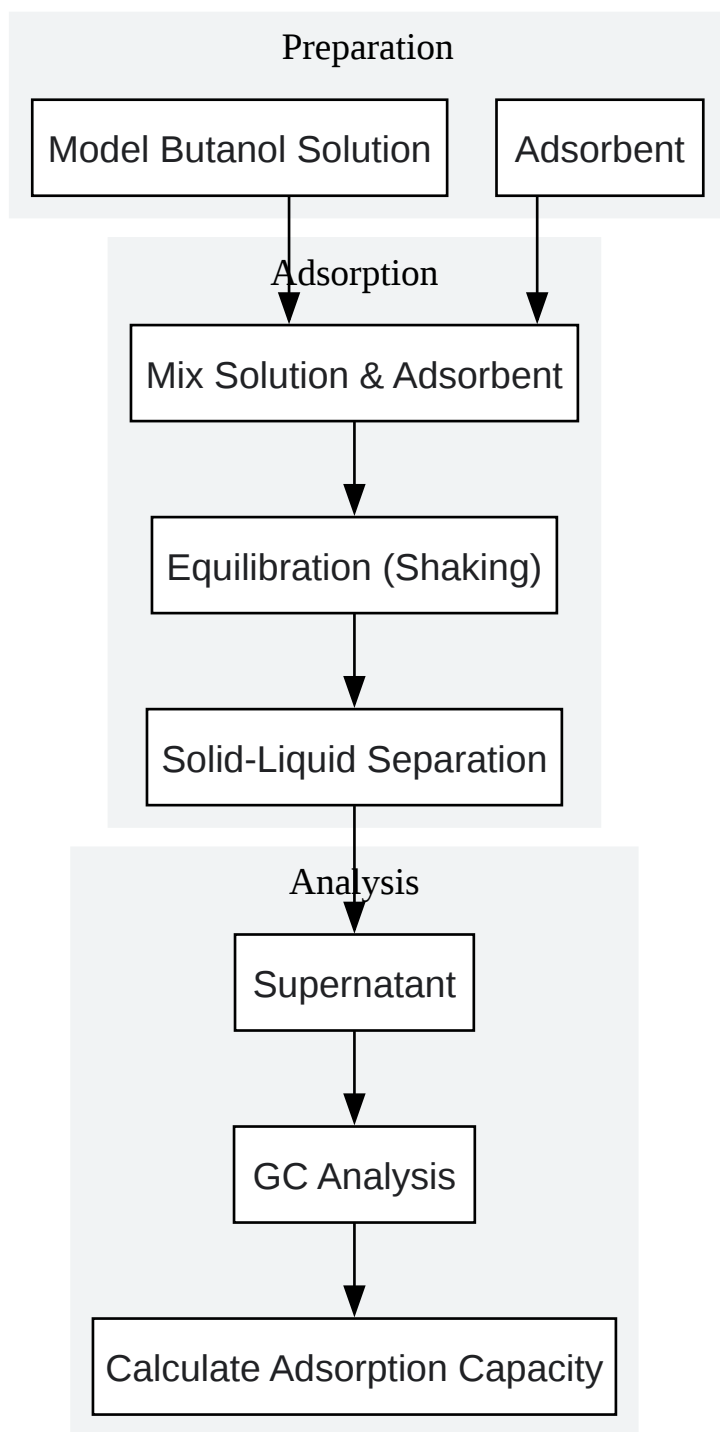 Preparation
Model Butanol Solution
Adsorbent
Adsorption
Mix Solution & Adsorbent
Equilibration (Shaking)
Solid-Liquid Separation
Analysis
Supernatant
GC Analysis
Calculate Adsorption Capacity